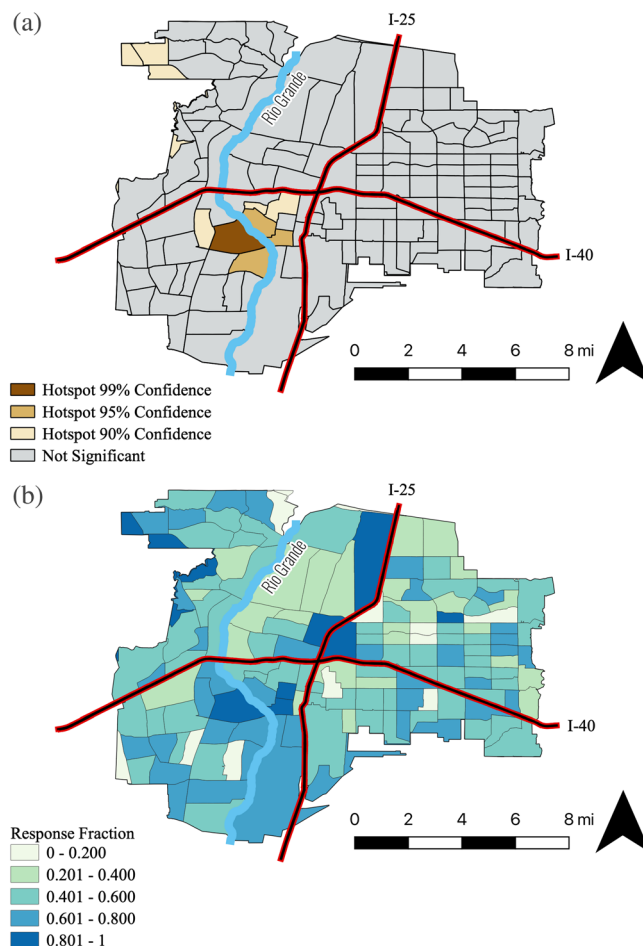 (a)
I-25
Rio Grande
I-40
0 2 4 6 8 mi
Hotspot 99% Confidence
Hotspot 95% Confidence
Hotspot 90% Confidence
Not Significant
(b)
I-25
Rio Grande
I-40
Response Fraction
0 - 0.200
0.201 - 0.400
0.401 - 0.600
0.601 - 0.800
0.801 - 1
0 2 4 6 8 mi